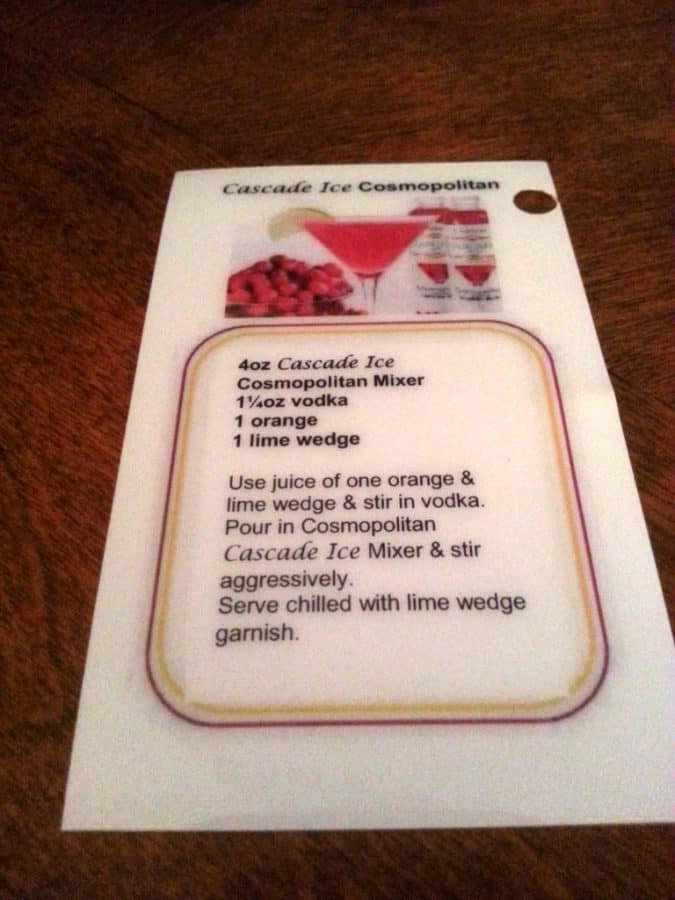 Cascade Ice Cosmopolitan
4oz Cascade Ice
Cosmopolitan Mixer
1¼oz vodka
1 orange
1 lime wedge
Use juice of one orange &
lime wedge & stir in vodka.
Pour in Cosmopolitan
Cascade Ice Mixer & stir
aggressively.
Serve chilled with lime wedge
garnish.